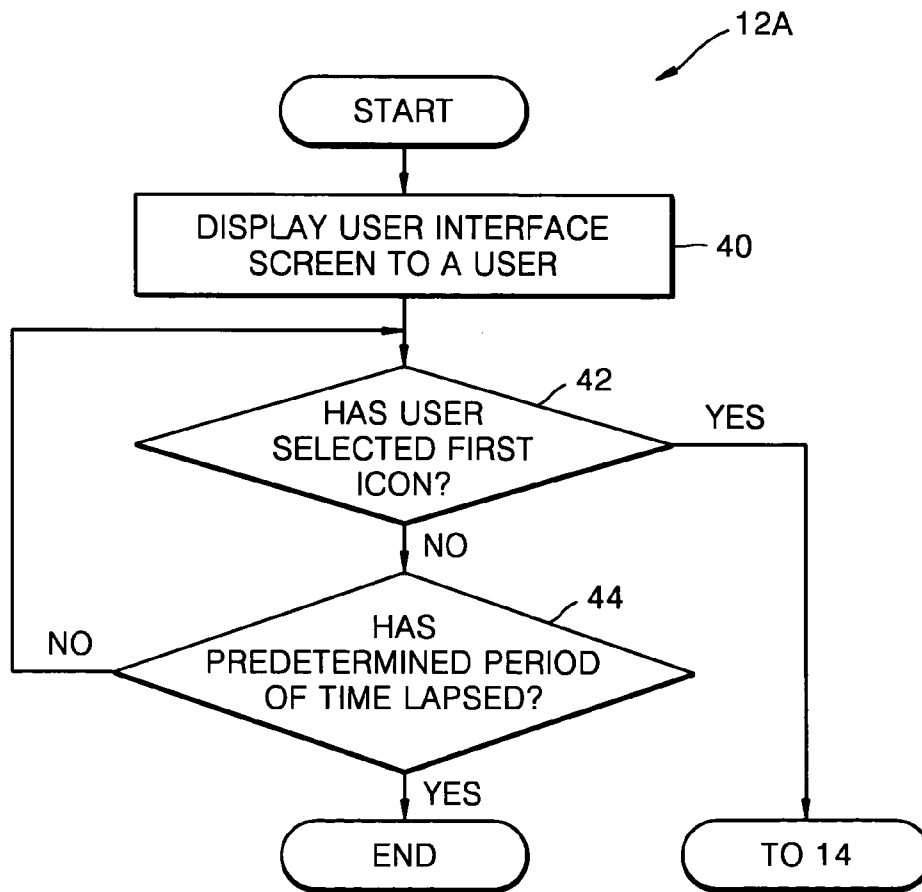 12A
START
DISPLAY USER INTERFACE
SCREEN TO A USER
40
42
HAS USER
SELECTED FIRST
ICON?
YES
NO
44
HAS
PREDETERMINED PERIOD
OF TIME LAPSED?
NO
YES
END
TO 14